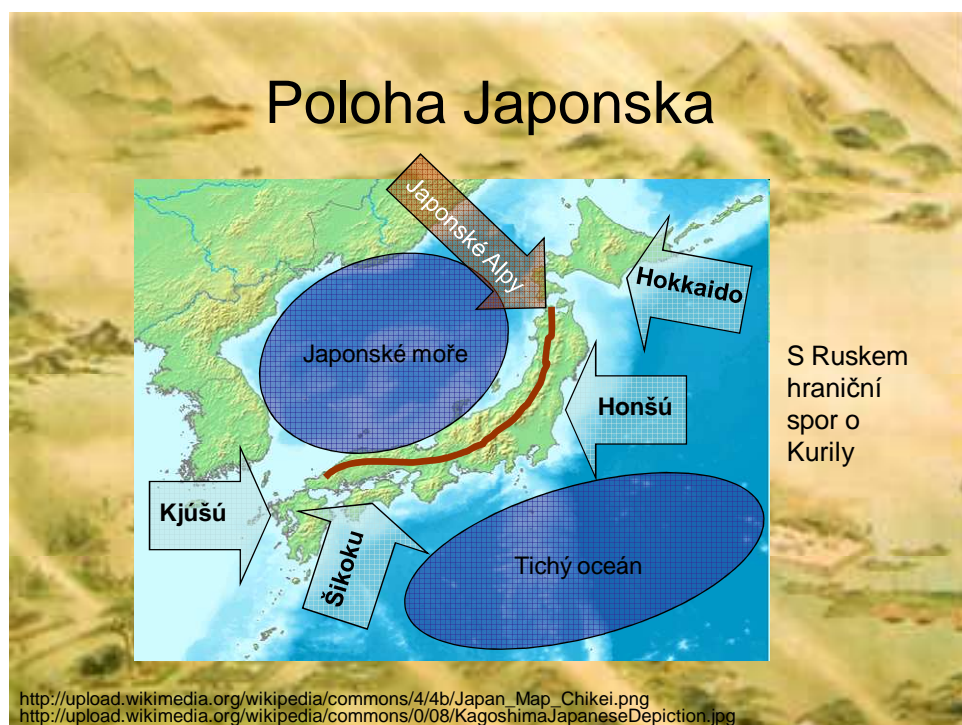 Poloha Japonska
Japonské Alpy
Hokkaido
Japonské moře
S Ruskem
hraniční
spor o
Kurily
Honšú
Kjúšú
Šikoku
Tichý oceán
http://upload.wikimedia.org/wikipedia/commons/4/4b/Japan_Map_Chikei.png
http://upload.wikimedia.org/wikipedia/commons/0/08/KagoshimaJapaneseDepiction.jpg